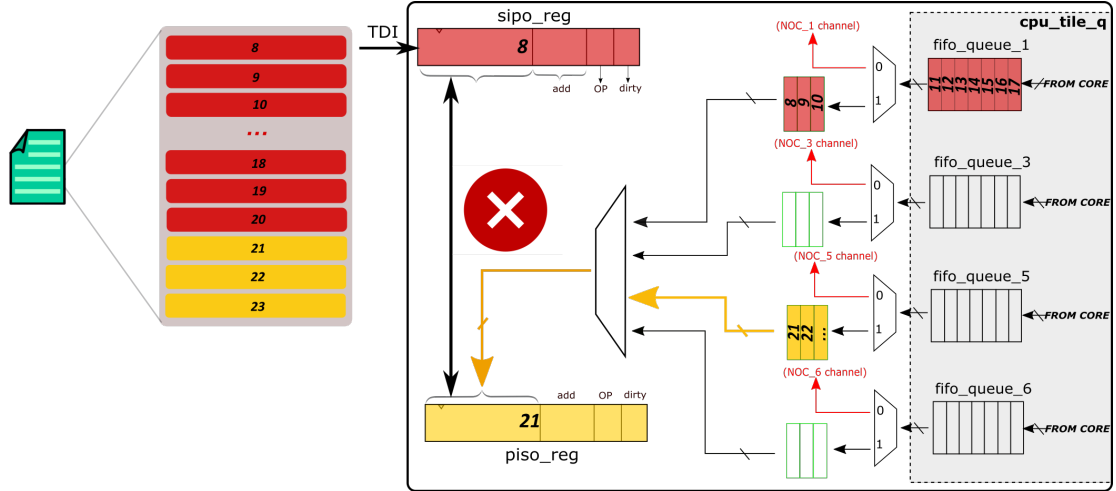 8
9
10
...
18
19
20
21
22
23
TDI
sipo_reg
8
add
OP
dirty
21
add
OP
dirty
piso_reg
(NOC_1 channel)
0
1
8
9
10
(NOC_3 channel)
0
1
(NOC_5 channel)
0
1
21
22
...
(NOC_6 channel)
0
1
cpu_tile_q
fifo_queue_1
11
12
13
14
15
16
17
FROM CORE
fifo_queue_3
FROM CORE
fifo_queue_5
FROM CORE
fifo_queue_6
FROM CORE